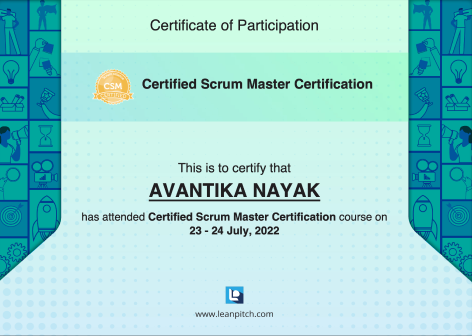 Certificate of Participation
CSM
Certified Scrum Master Certification
This is to certify that
AVANTIKA NAYAK
has attended Certified Scrum Master Certification course on
23 - 24 July, 2022
www.leanpitch.com